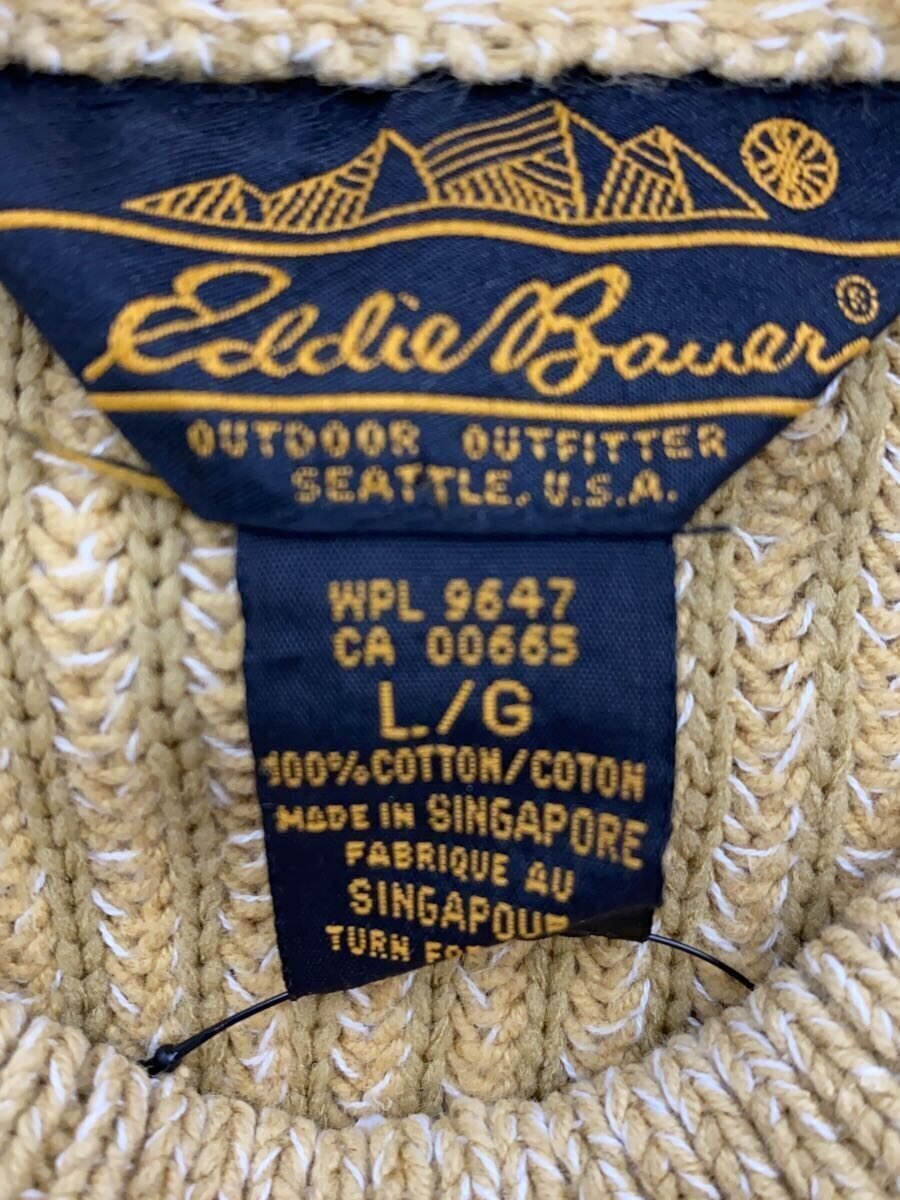 Eddie Bauer®
OUTDOOR OUTFITTER
SEATTLE, U.S.A.
WPL 9647
CA 00665
L/G
100% COTTON/COTON
MADE IN SINGAPORE
FABRIQUE AU
SINGAPOUR
TURN